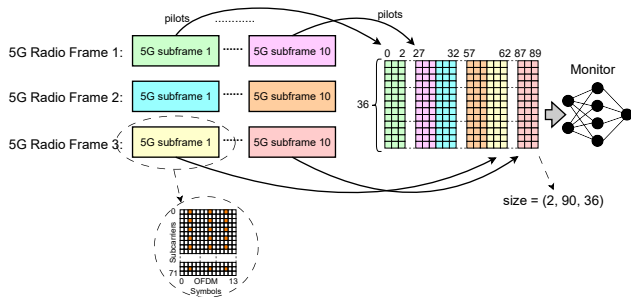 pilots ............
pilots
5G Radio Frame 1: 5G subframe 1 ...... 5G subframe 10
0 2 27 32 57 62 87 89
Monitor
5G Radio Frame 2: 5G subframe 1 ...... 5G subframe 10
36
5G Radio Frame 3: 5G subframe 1 ...... 5G subframe 10
size = (2, 90, 36)
0
Subcarriers
71
0 OFDM 13
Symbols